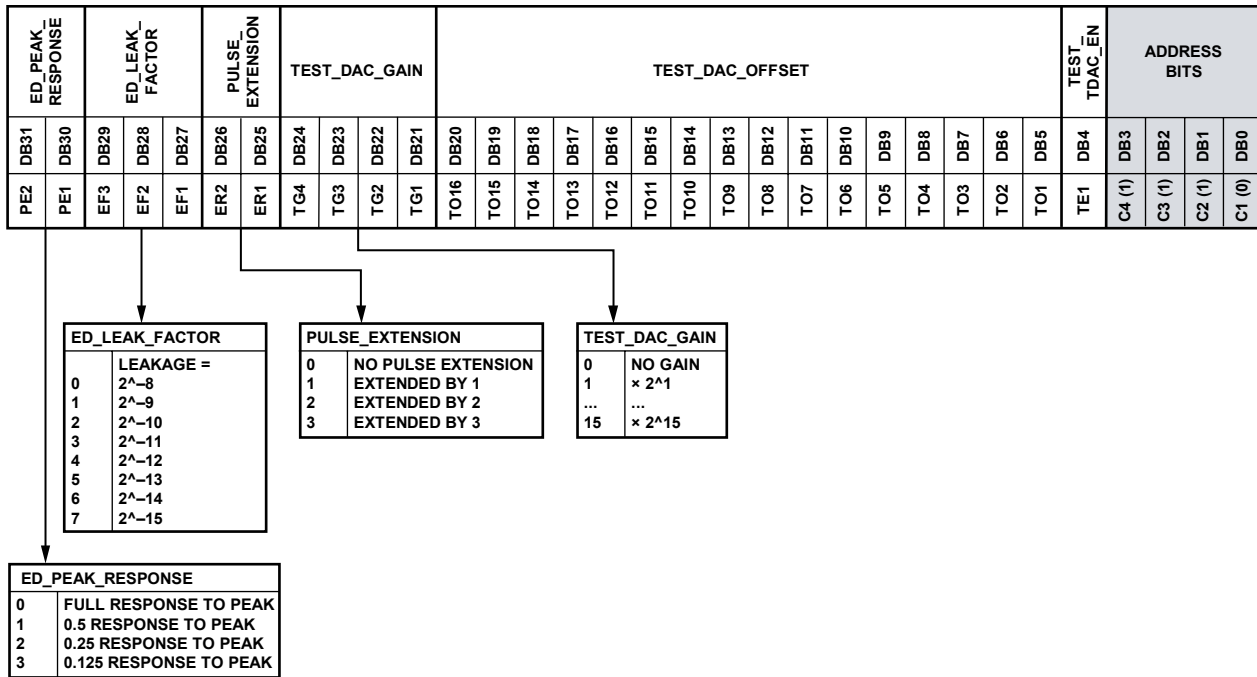 ED_PEAK_
RESPONSE
ED_LEAK_
FACTOR
PULSE_
EXTENSION
TEST_DAC_GAIN
TEST_DAC_OFFSET
TEST_
TDAC_EN
ADDRESS
BITS
DB31 DB30 DB29 DB28 DB27 DB26 DB25 DB24 DB23 DB22 DB21 DB20 DB19 DB18 DB17 DB16 DB15 DB14 DB13 DB12 DB11 DB10 DB9 DB8 DB7 DB6 DB5 DB4 DB3 DB2 DB1 DB0
PE2 PE1 EF3 EF2 EF1 ER2 ER1 TG4 TG3 TG2 TG1 TO16 TO15 TO14 TO13 TO12 TO11 TO10 TO9 TO8 TO7 TO6 TO5 TO4 TO3 TO2 TO1 TE1 C4 (1) C3 (1) C2 (1) C1 (0)
ED_LEAK_FACTOR
LEAKAGE =
0 2^–8
1 2^–9
2 2^–10
3 2^–11
4 2^–12
5 2^–13
6 2^–14
7 2^–15
PULSE_EXTENSION
0 NO PULSE EXTENSION
1 EXTENDED BY 1
2 EXTENDED BY 2
3 EXTENDED BY 3
TEST_DAC_GAIN
0 NO GAIN
1 × 2^1
... ...
15 × 2^15
ED_PEAK_RESPONSE
0 FULL RESPONSE TO PEAK
1 0.5 RESPONSE TO PEAK
2 0.25 RESPONSE TO PEAK
3 0.125 RESPONSE TO PEAK